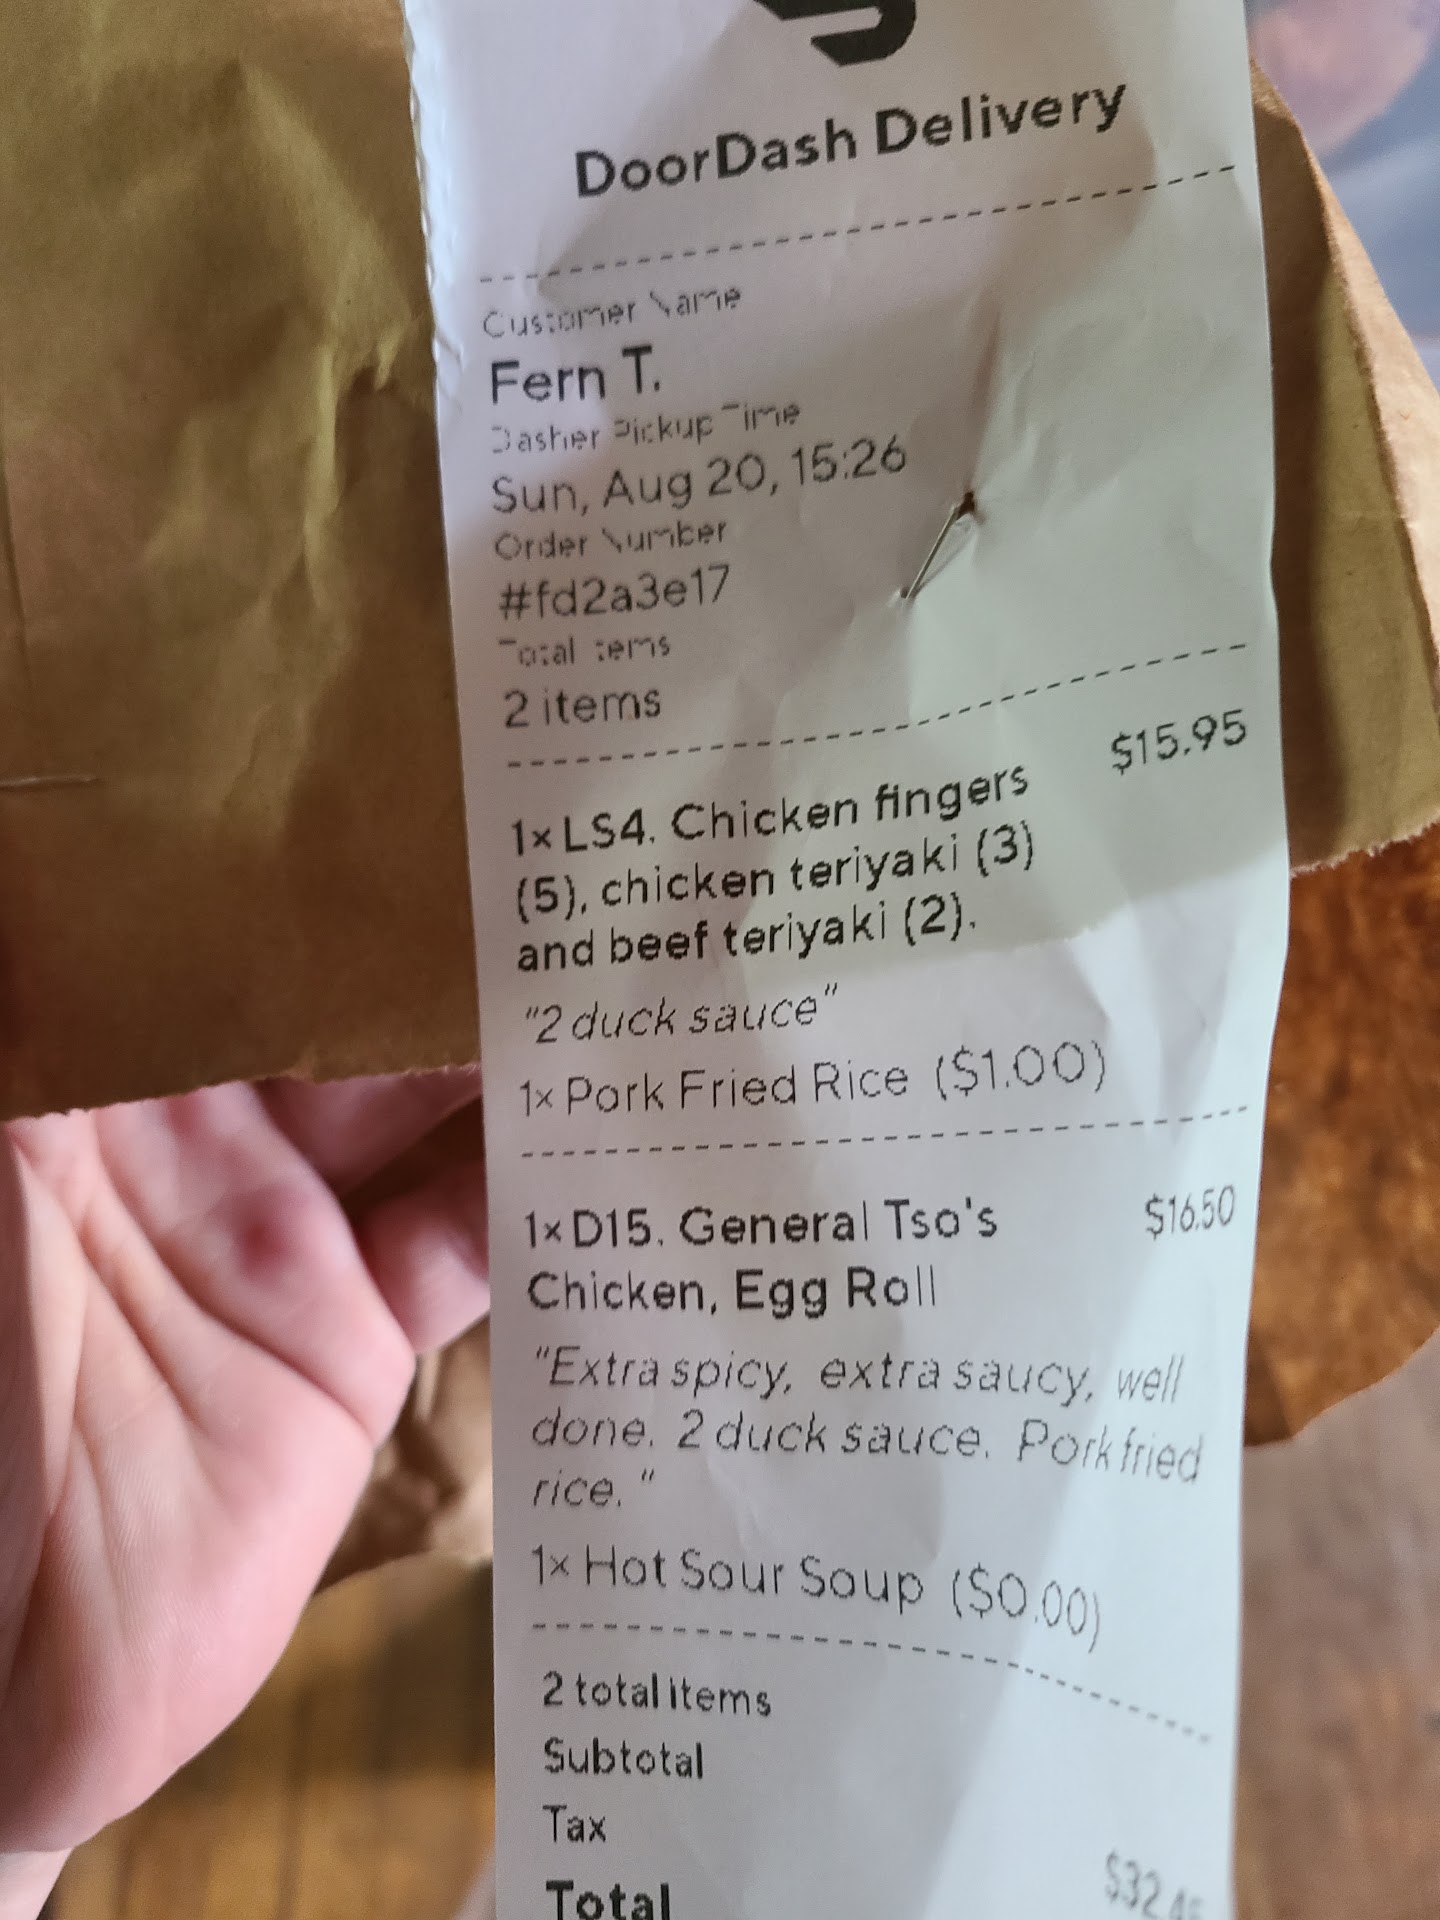 DoorDash Delivery
Customer Name
Fern T.
Dasher Pickup Time
Sun, Aug 20, 15:26
Order Number
#fd2a3e17
Total Items
2 items
1x LS4. Chicken fingers $15.95
(5), chicken teriyaki (3)
and beef teriyaki (2).
"2 duck sauce"
1x Pork Fried Rice ($1.00)
1x D15. General Tso's $16.50
Chicken, Egg Roll
"Extra spicy, extra saucy, well
done. 2 duck sauce. Pork fried
rice."
1x Hot Sour Soup ($0.00)
2 total items
Subtotal
Tax
Total